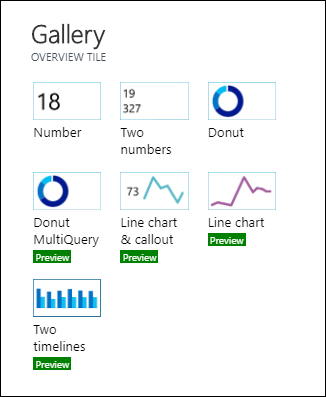 Gallery
OVERVIEW TILE
18
19
327
Number
Two
numbers
Donut
73
Donut
MultiQuery
Preview
Line chart
& callout
Preview
Line chart
Preview
Two
timelines
Preview